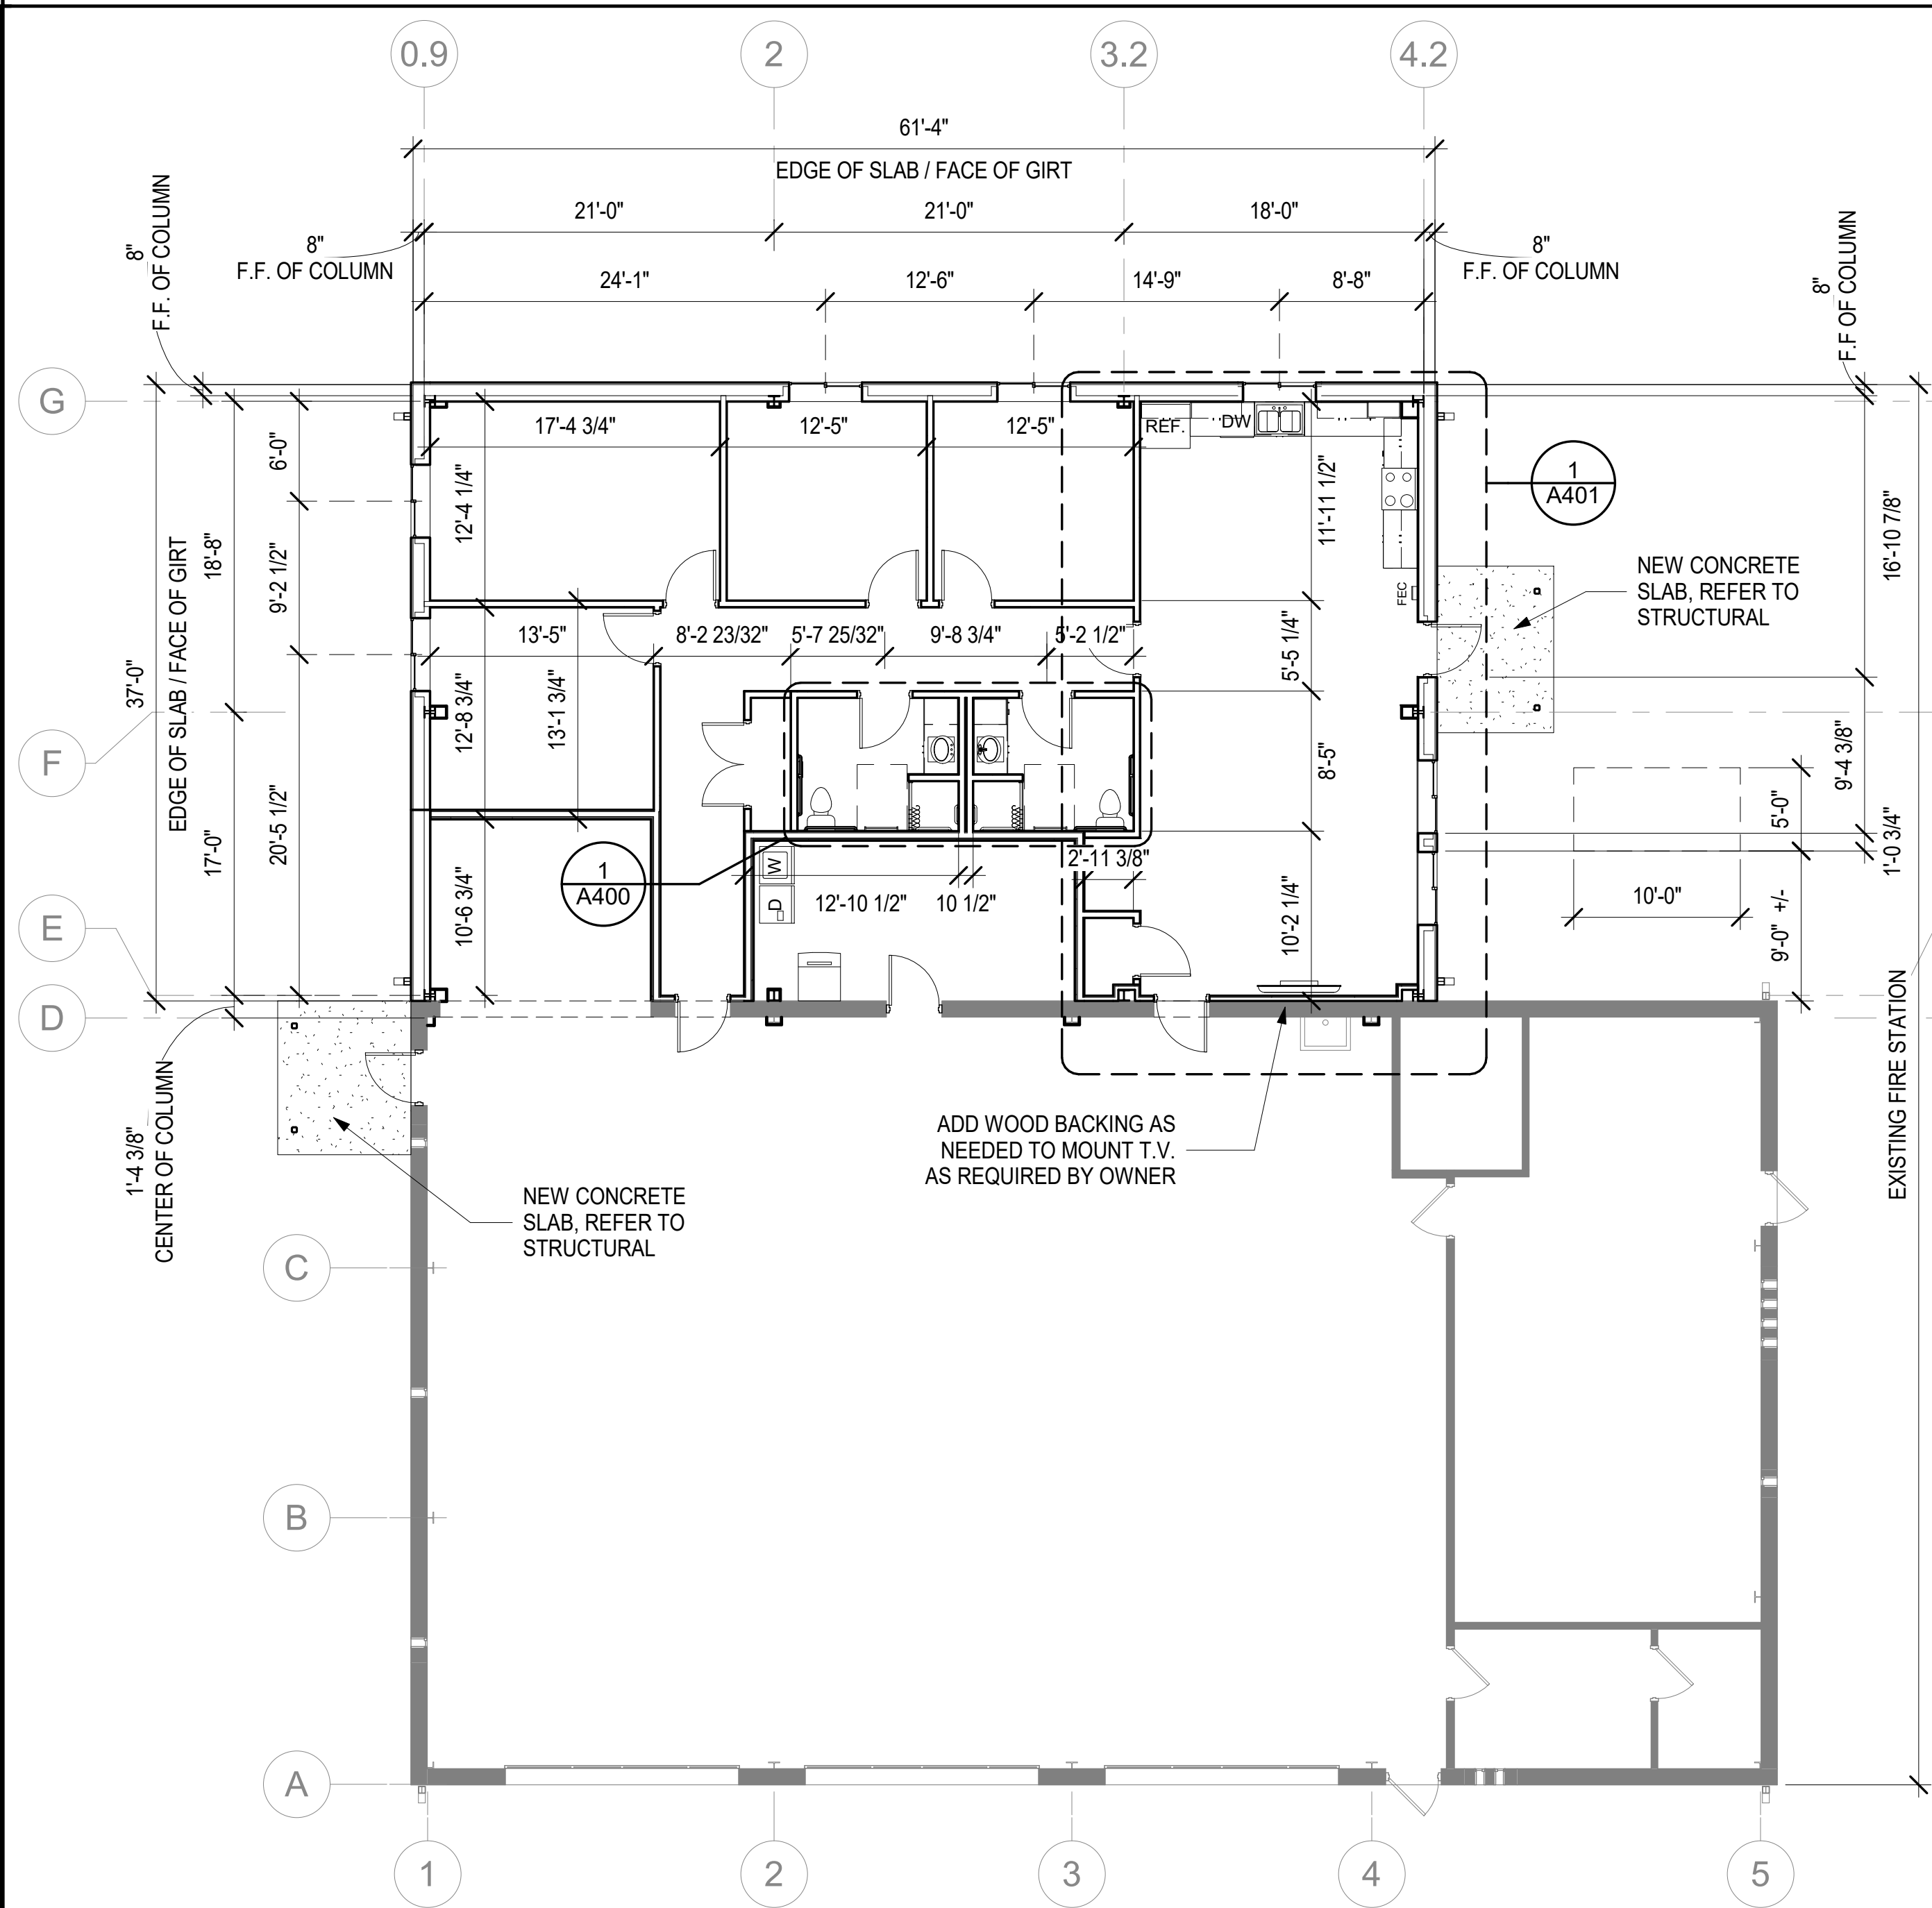 0.9
2
3.2
4.2
61'-4"
EDGE OF SLAB / FACE OF GIRT
21'-0"
21'-0"
18'-0"
8"
F.F. OF COLUMN
8"
F.F. OF COLUMN
8"
F.F. OF COLUMN
8"
F.F OF COLUMN
24'-1"
12'-6"
14'-9"
8'-8"
G
17'-4 3/4"
12'-5"
12'-5"
REF.
DW
6'-0"
12'-4 1/4"
11'-11 1/2"
1
A401
16'-10 7/8"
18'-8"
9'-2 1/2"
EDGE OF SLAB / FACE OF GIRT
37'-0"
FEC
NEW CONCRETE
SLAB, REFER TO
STRUCTURAL
13'-5"
8'-2 23/32"
5'-7 25/32"
9'-8 3/4"
5'-2 1/2"
5'-5 1/4"
12'-8 3/4"
13'-1 3/4"
F
8'-5"
9'-4 3/8"
5'-0"
1'-0 3/4"
20'-5 1/2"
17'-0"
1
A400
W
D
2'-11 3/8"
12'-10 1/2"
10 1/2"
10'-6 3/4"
10'-2 1/4"
10'-0"
9'-0" +/-
E
D
EXISTING FIRE STATION
1'-4 3/8"
CENTER OF COLUMN
ADD WOOD BACKING AS
NEEDED TO MOUNT T.V.
AS REQUIRED BY OWNER
NEW CONCRETE
SLAB, REFER TO
STRUCTURAL
C
B
A
1
2
3
4
5